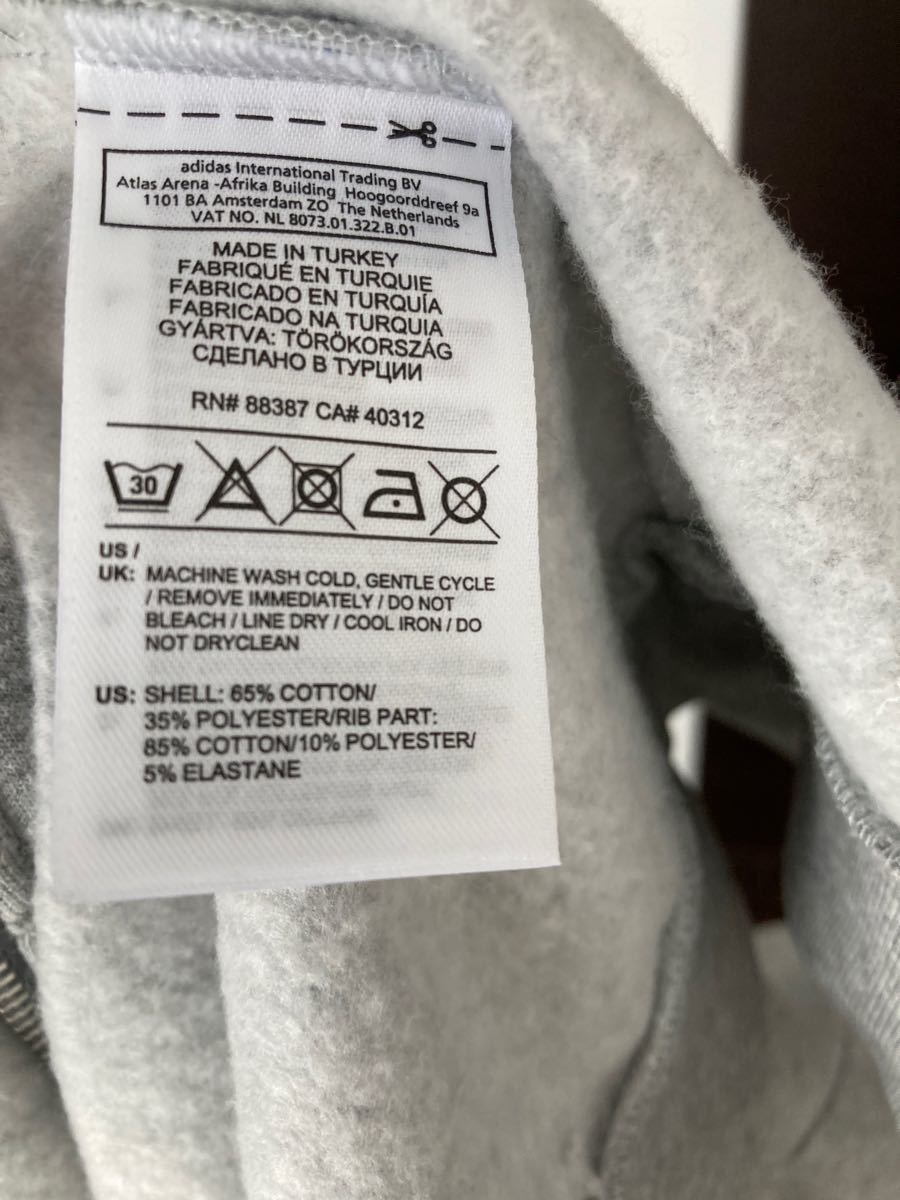 adidas International Trading BV
Atlas Arena -Afrika Building Hoogoorddreef 9a
1101 BA Amsterdam ZO The Netherlands
VAT NO. NL 8073.01.322.B.01
MADE IN TURKEY
FABRIQUÉ EN TURQUIE
FABRICADO EN TURQUÍA
FABRICADO NA TURQUIA
GYÁRTVA: TÖRÖKORSZÁG
СДЕЛАНО В ТУРЦИИ
RN# 88387 CA# 40312
30
US /
UK: MACHINE WASH COLD, GENTLE CYCLE
/ REMOVE IMMEDIATELY / DO NOT
BLEACH / LINE DRY / COOL IRON / DO
NOT DRYCLEAN
US: SHELL: 65% COTTON/
35% POLYESTER/RIB PART:
85% COTTON/10% POLYESTER/
5% ELASTANE